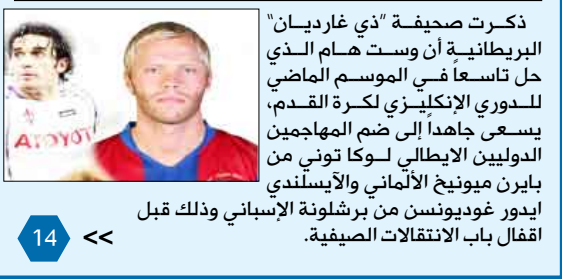 ذكرت صحيفة "ذي غارديان"
البريطانية أن وست هام الذي
حل تاسعاً في الموسم الماضي
للدوري الإنكليزي لكرة القدم،
يسعى جاهداً إلى ضم المهاجمين
الدوليين الايطالي لوكا توني من
بايرن ميونيخ الألماني والآيسلندي
ايدور غوديونسن من برشلونة الإسباني وذلك قبل
اقفال باب الانتقالات الصيفية.
<< 14
ATOYOT